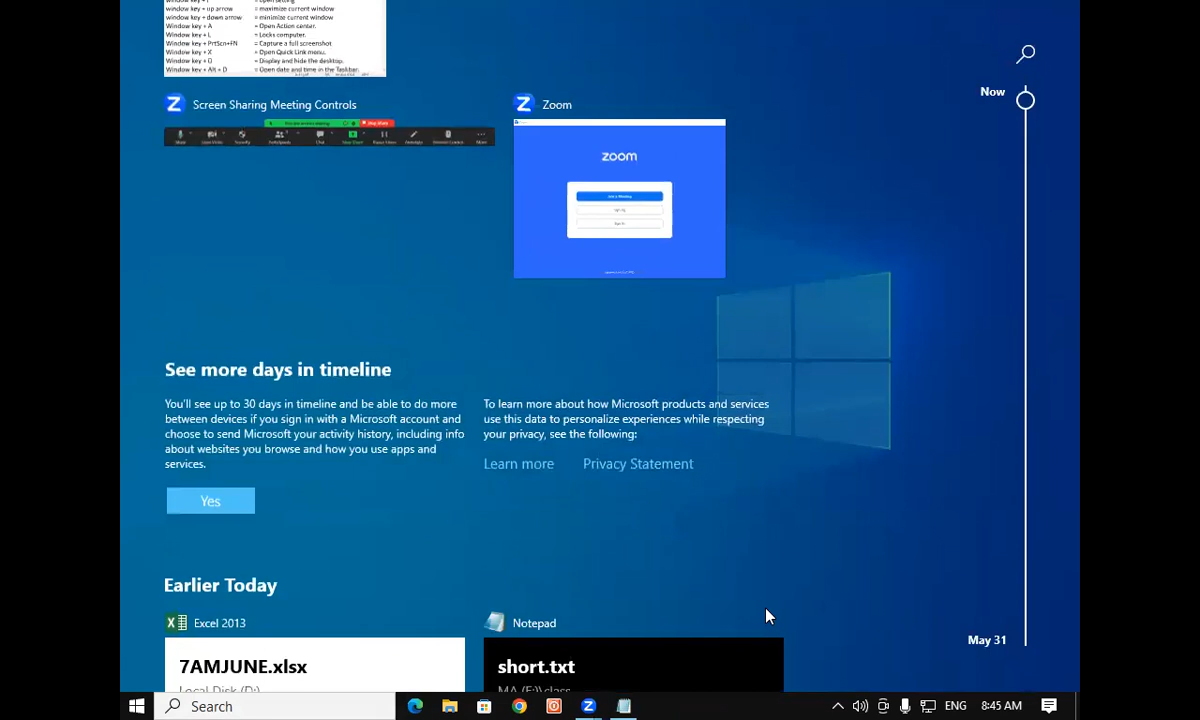 window key + up arrow = maximize current window
window key + down arrow = minimize current window
Window key + A = Open Action center.
Window key + L = Locks computer.
Window key + PrtScn+FN = Capture a full screenshot
Window key + X = Open Quick Link menu.
Window key + D = Display and hide the desktop.
Window key + Alt + D = Open date and time in the Taskbar.
Now
Screen Sharing Meeting Controls
Zoom
zoom
See more days in timeline
You'll see up to 30 days in timeline and be able to do more
between devices if you sign in with a Microsoft account and
choose to send Microsoft your activity history, including info
about websites you browse and how you use apps and
services.
To learn more about how Microsoft products and services
use this data to personalize experiences while respecting
your privacy, see the following:
Learn more Privacy Statement
Yes
Earlier Today
Excel 2013
7AMJUNE.xlsx
Local Disk (D:)
Notepad
short.txt
MA (E:)\class
May 31
Search
ENG
8:45 AM